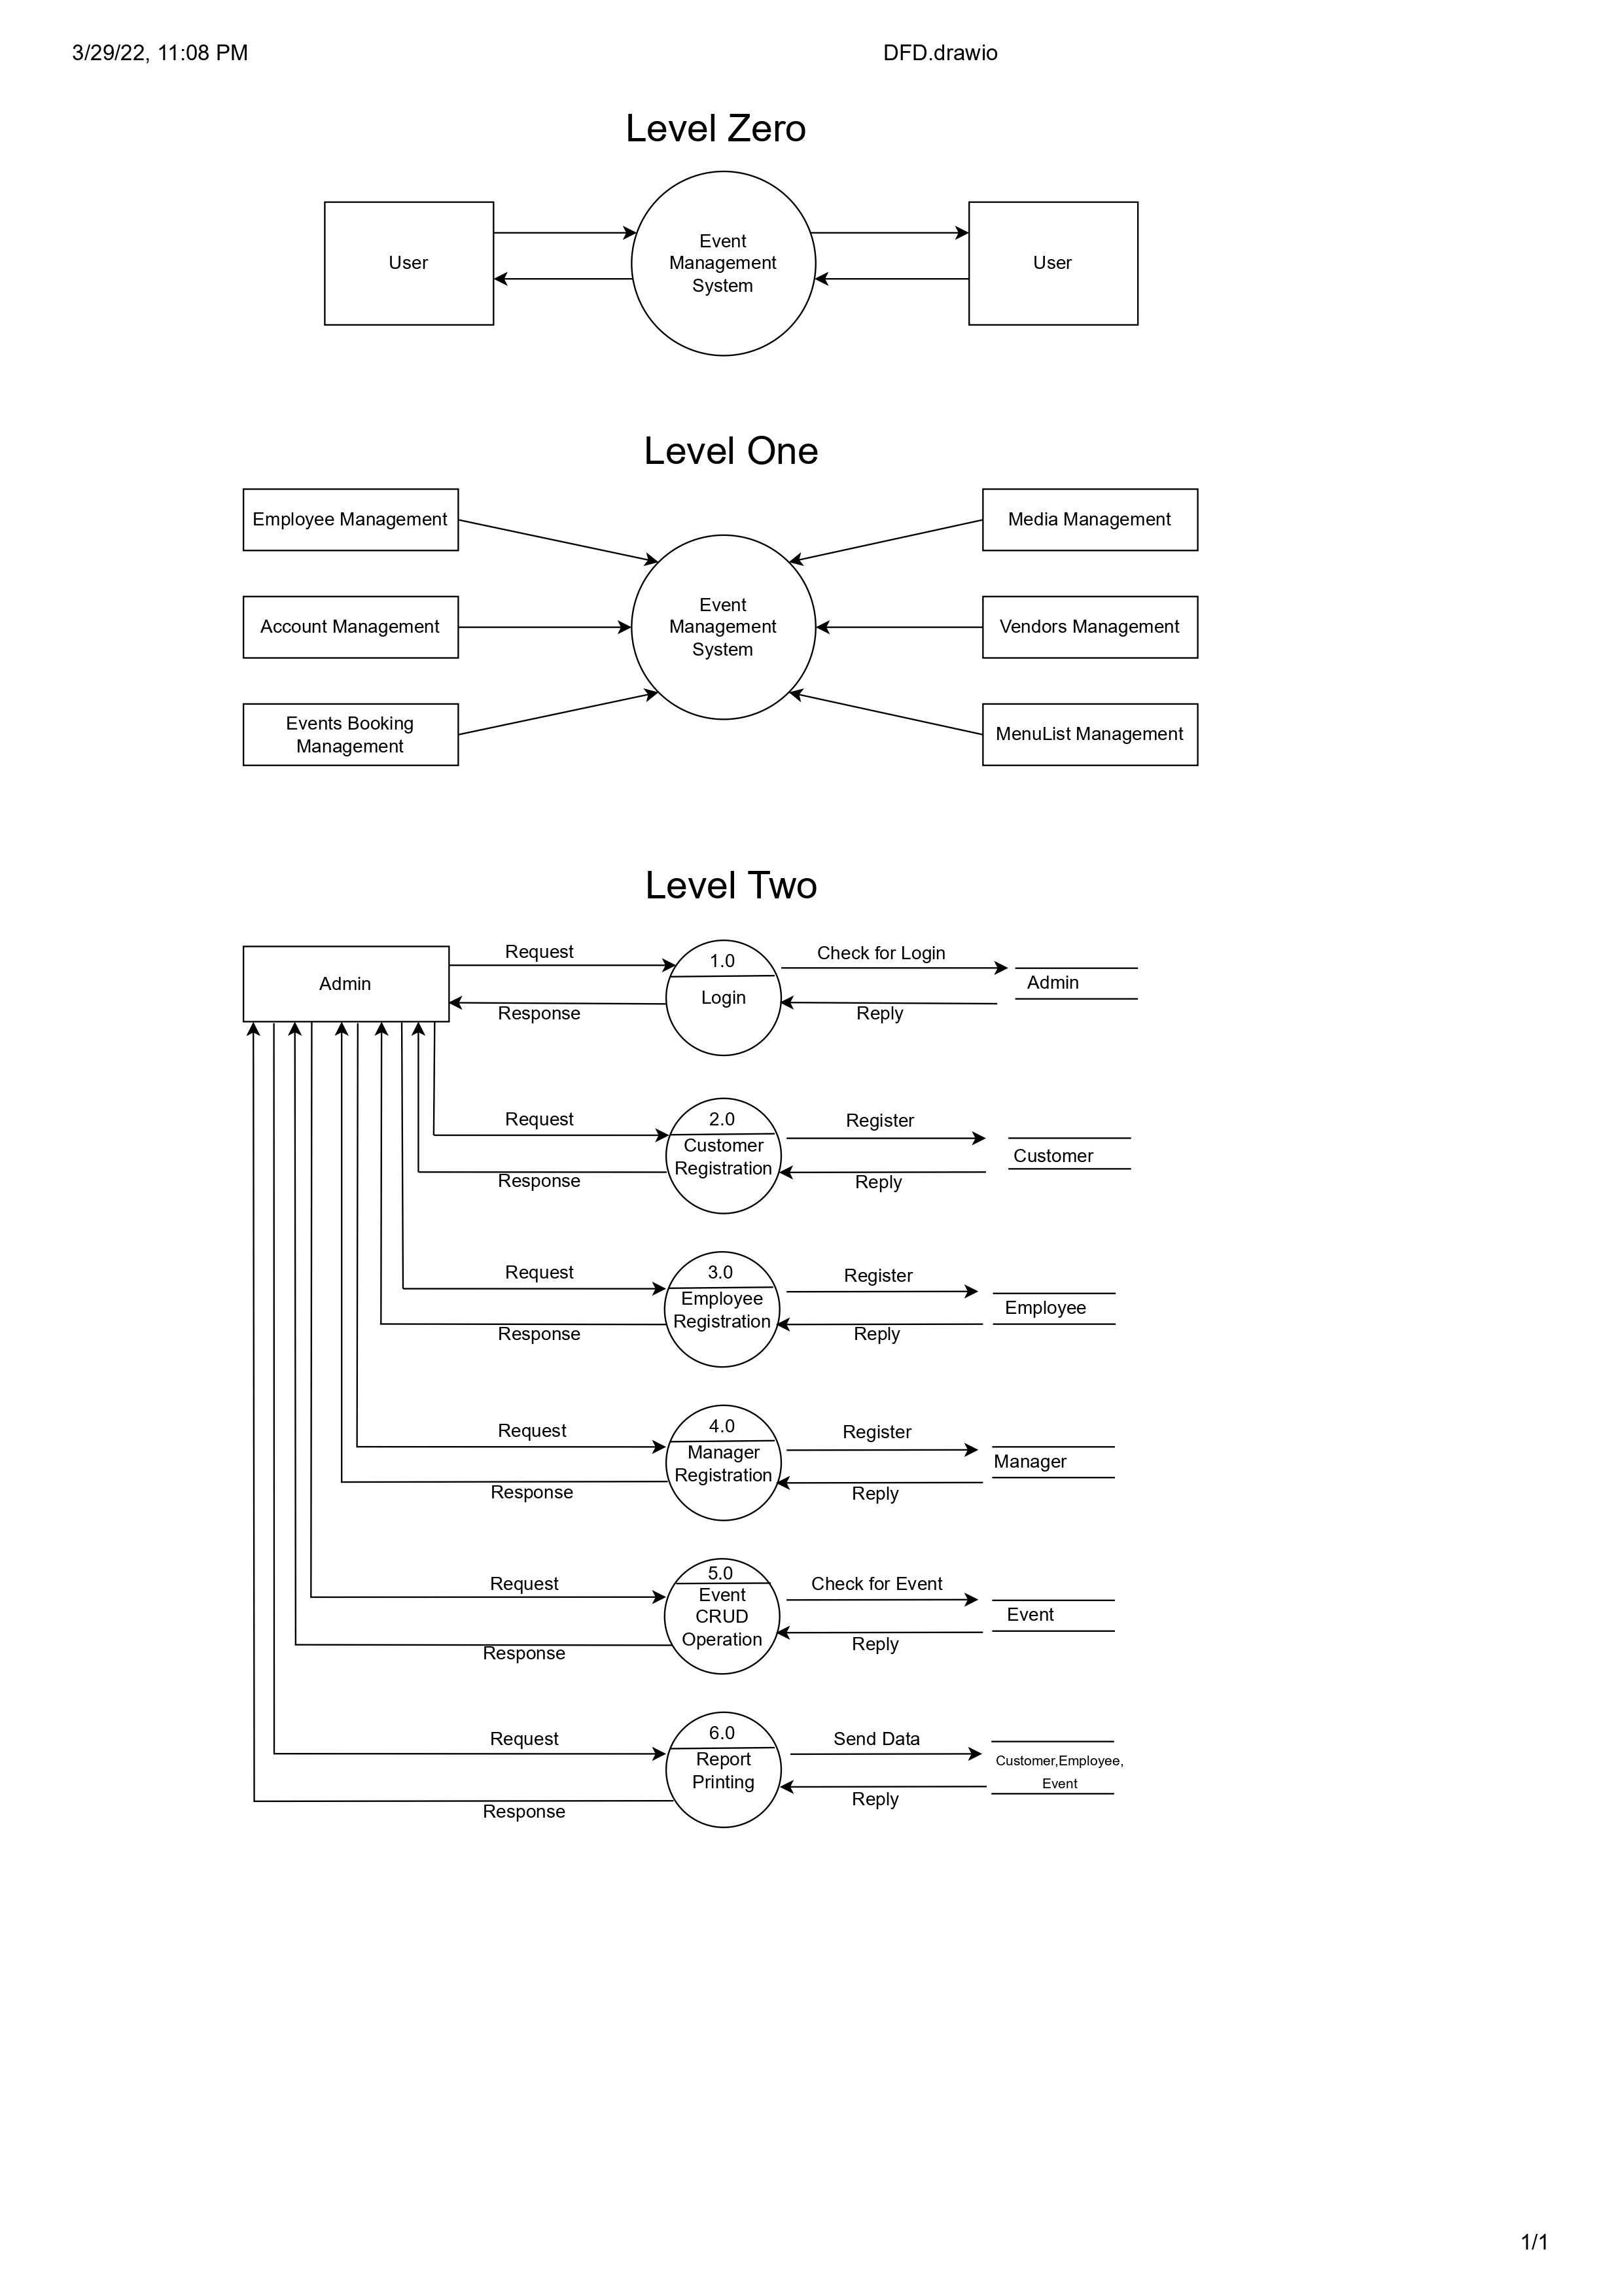 3/29/22, 11:08 PM
DFD.drawio
Level Zero
User
Event
Management
System
User
Level One
Employee Management
Media Management
Account Management
Event
Management
System
Vendors Management
Events Booking
Management
MenuList Management
Level Two
Admin
Request
Response
1.0
Login
Check for Login
Reply
Admin
Request
Response
2.0
Customer
Registration
Register
Reply
Customer
Request
Response
3.0
Employee
Registration
Register
Reply
Employee
Request
Response
4.0
Manager
Registration
Register
Reply
Manager
Request
Response
5.0
Event
CRUD
Operation
Check for Event
Reply
Event
Request
Response
6.0
Report
Printing
Send Data
Reply
Customer,Employee,
Event
1/1